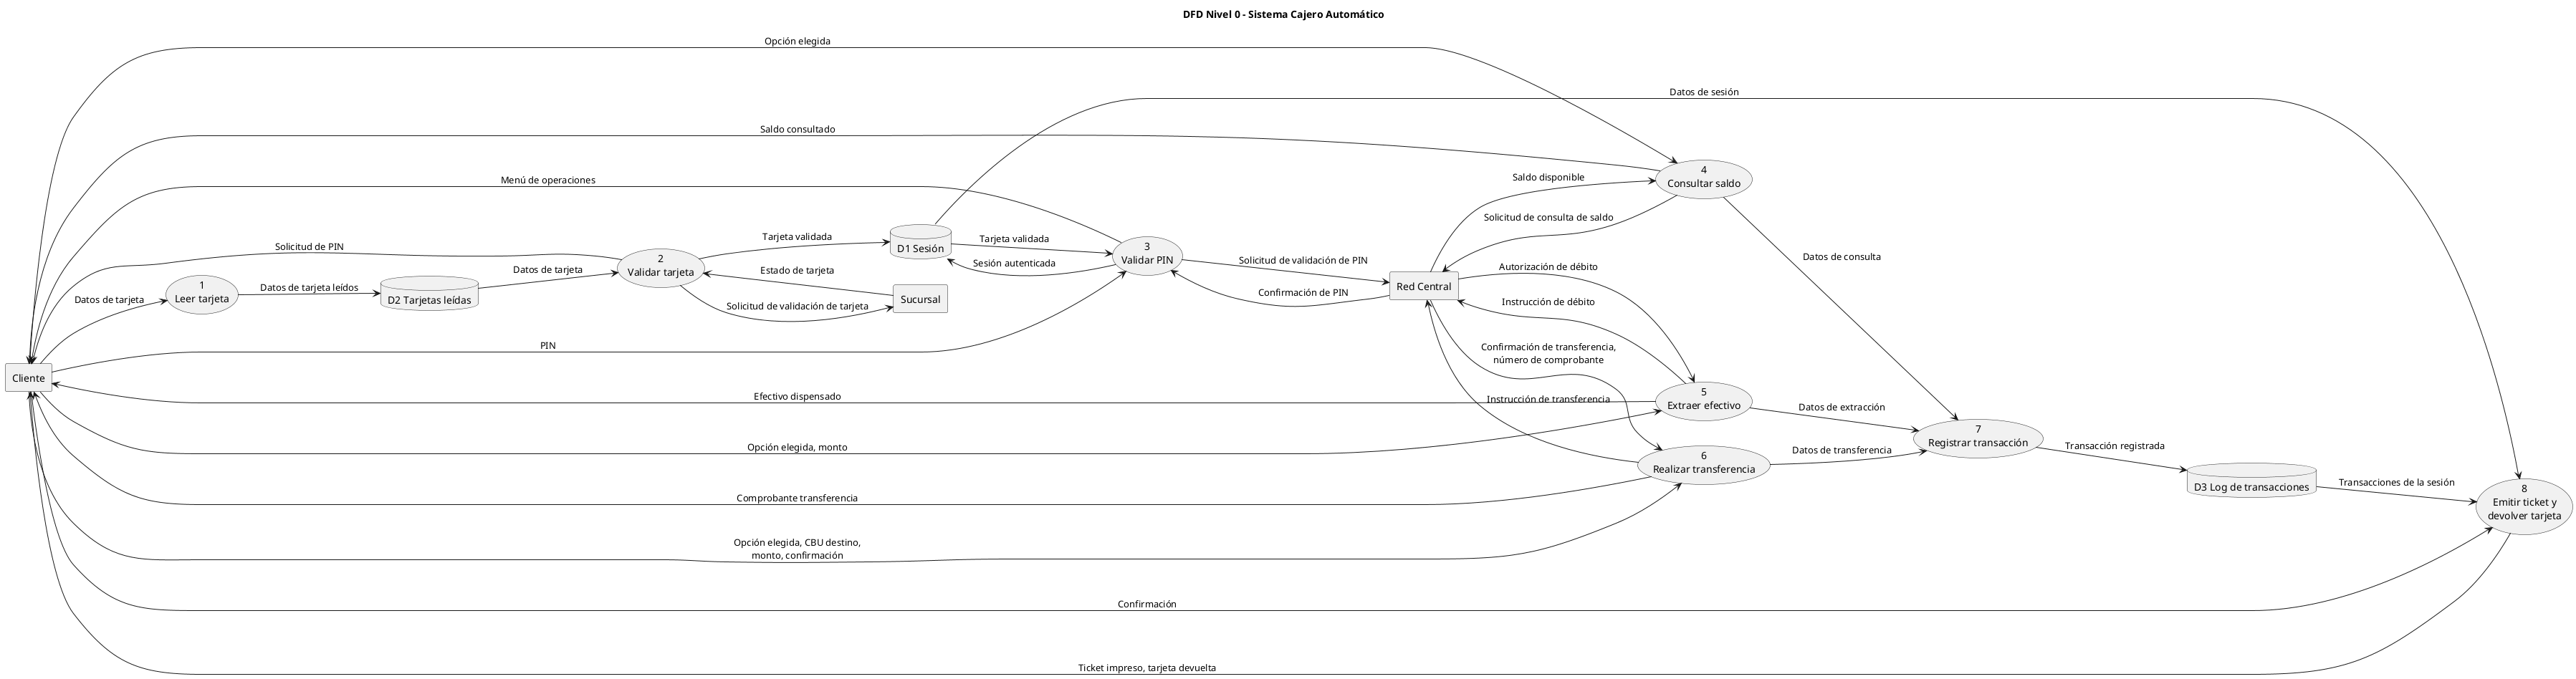 DFD Nivel 0 - Sistema Cajero Automático
Opción elegida
Datos de sesión
Saldo consultado
Menú de operaciones
Saldo disponible
4
Consultar saldo
Solicitud de consulta de saldo
Solicitud de PIN
Tarjeta validada
D1 Sesión
Tarjeta validada
3
Validar PIN
Sesión autenticada
2
Validar tarjeta
Datos de tarjeta
Estado de tarjeta
Solicitud de validación de PIN
Datos de consulta
Autorización de débito
Red Central
Confirmación de PIN
Instrucción de débito
1
Leer tarjeta
Datos de tarjeta
Datos de tarjeta leídos
D2 Tarjetas leídas
Sucursal
Solicitud de validación de tarjeta
PIN
Confirmación de transferencia,
número de comprobante
Cliente
Efectivo dispensado
Instrucción de transferencia
5
Extraer efectivo
Datos de extracción
7
Registrar transacción
Opción elegida, monto
6
Realizar transferencia
Datos de transferencia
Transacción registrada
D3 Log de transacciones
Transacciones de la sesión
8
Emitir ticket y
devolver tarjeta
Comprobante transferencia
Opción elegida, CBU destino,
monto, confirmación
Confirmación
Ticket impreso, tarjeta devuelta